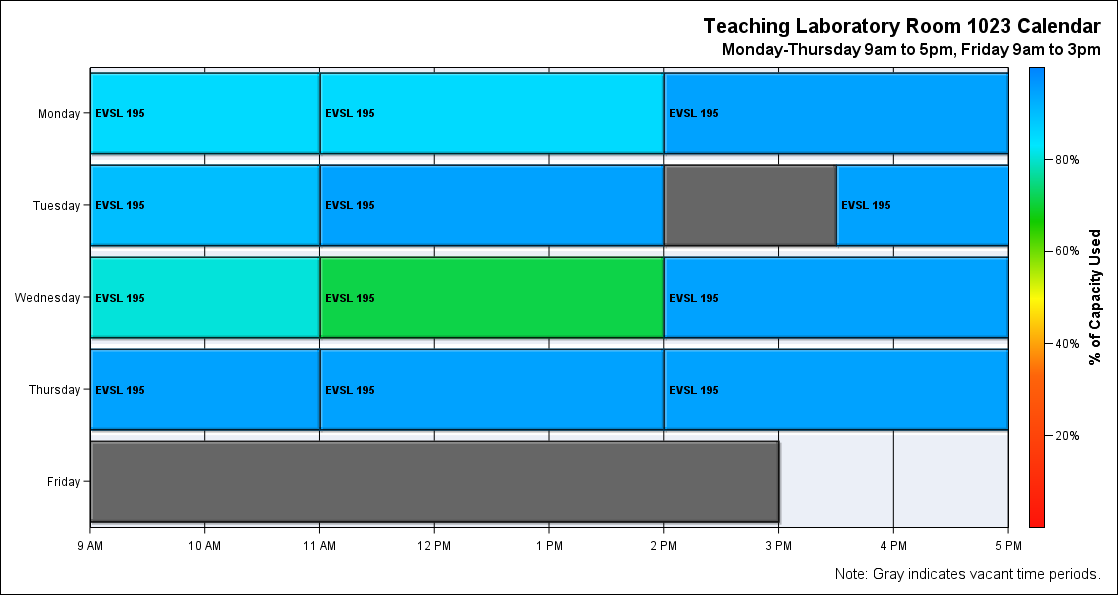 Teaching Laboratory Room 1023 Calendar
Monday-Thursday 9am to 5pm, Friday 9am to 3pm
Monday
EVSL 195
EVSL 195
EVSL 195
80%
Tuesday
EVSL 195
EVSL 195
EVSL 195
60%
Wednesday
EVSL 195
EVSL 195
EVSL 195
% of Capacity Used
40%
Thursday
EVSL 195
EVSL 195
EVSL 195
20%
Friday
9 AM
10 AM
11 AM
12 PM
1 PM
2 PM
3 PM
4 PM
5 PM
Note: Gray indicates vacant time periods.